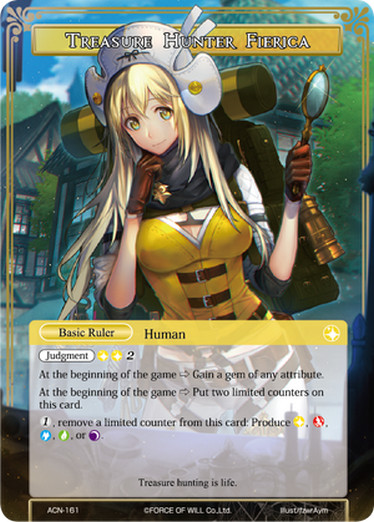 Treasure Hunter, Fierica
Basic Ruler Human
Judgment 2
At the beginning of the game ⇨ Gain a gem of any attribute.
At the beginning of the game ⇨ Put two limited counters on
this card.
1, remove a limited counter from this card: Produce , ,
, , or .
Treasure hunting is life.
ACN-161 ©FORCE OF WILL Co.,Ltd. Illust/fzwrAym